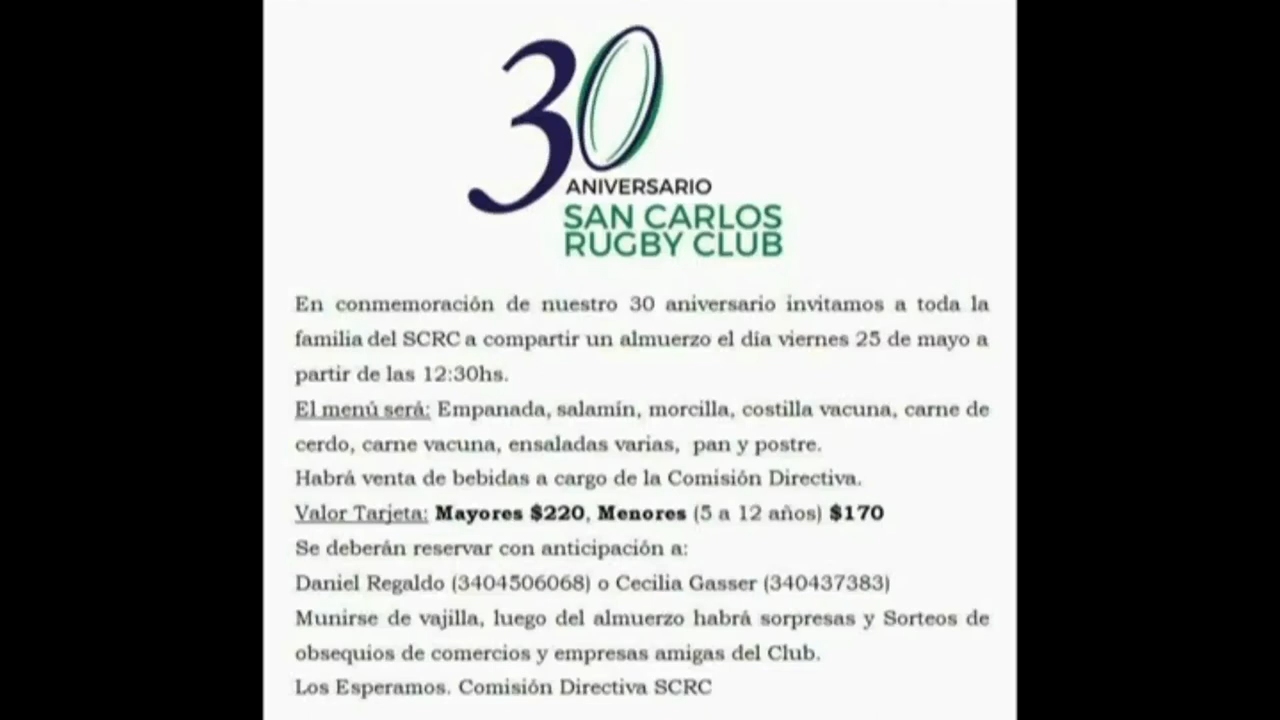 30
ANIVERSARIO
SAN CARLOS
RUGBY CLUB
En conmemoración de nuestro 30 aniversario invitamos a toda la
familia del SCRC a compartir un almuerzo el día viernes 25 de mayo a
partir de las 12:30hs.
El menú será: Empanada, salamín, morcilla, costilla vacuna, carne de
cerdo, carne vacuna, ensaladas varias, pan y postre.
Habrá venta de bebidas a cargo de la Comisión Directiva.
Valor Tarjeta: Mayores $220, Menores (5 a 12 años) $170
Se deberán reservar con anticipación a:
Daniel Regaldo (3404506068) o Cecilia Gasser (340437383)
Munirse de vajilla, luego del almuerzo habrá sorpresas y Sorteos de
obsequios de comercios y empresas amigas del Club.
Los Esperamos. Comisión Directiva SCRC